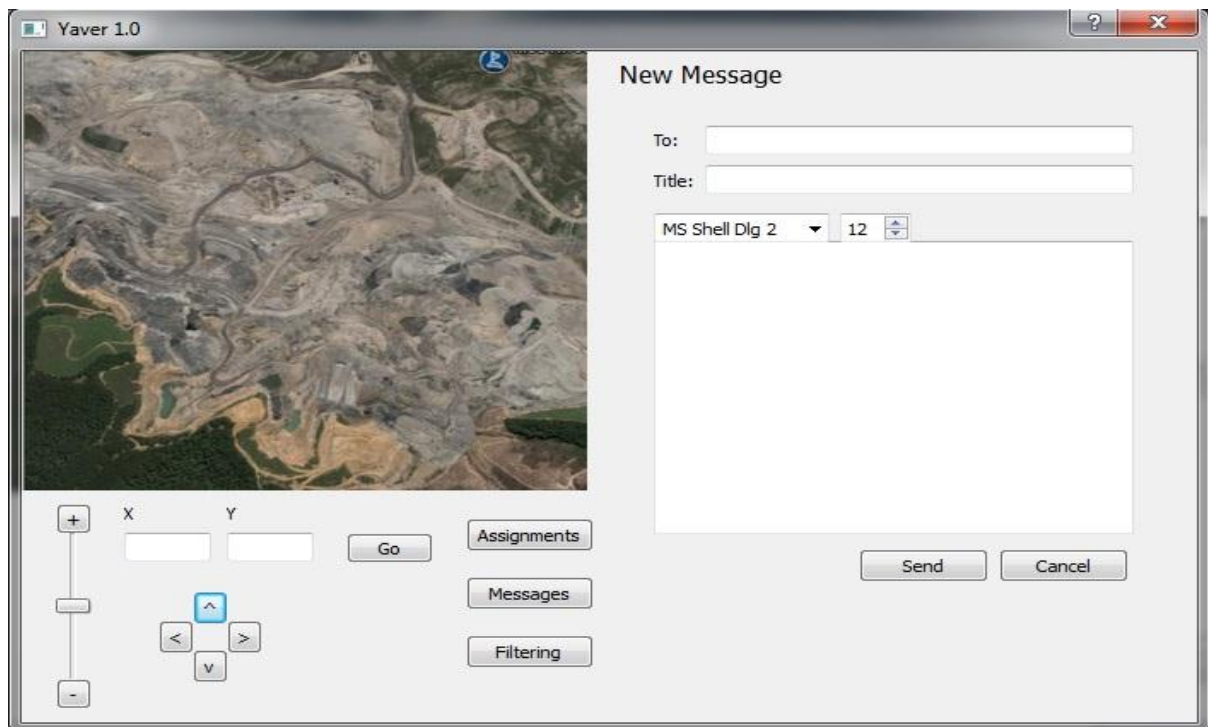 Yaver 1.0
New Message
To:
Title:
MS Shell Dlg 2 12
+
X Y
Go
Assignments
Messages
Filtering
^
< >
v
-
Send Cancel